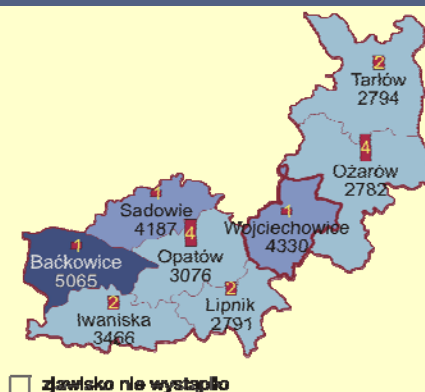 2
Tarłów
2794
4
Ożarów
2782
1
Sadowie
4187
1
Wojciechowice
4330
4
Opatów
3076
1
Baćkowice
5065
2
Iwaniska
3466
2
Lipnik
2791
zjawisko nie wystąpiło